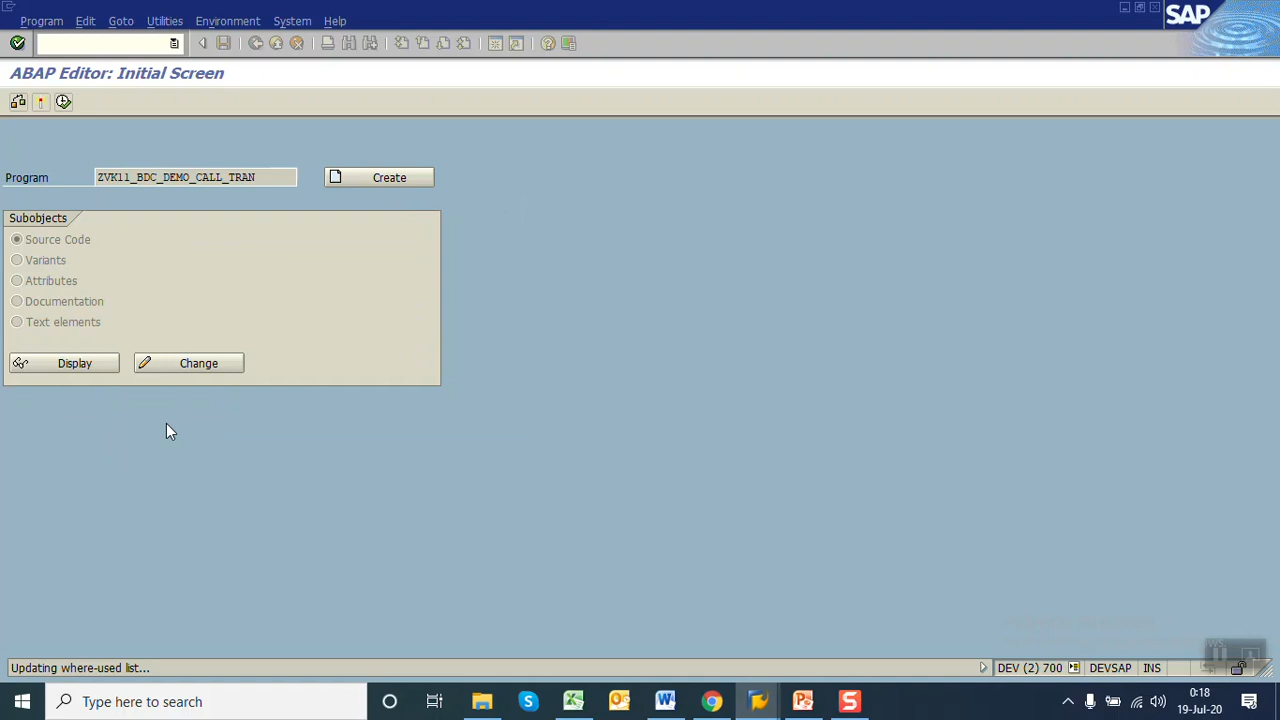 Program Edit Goto Utilities Environment System Help
SAP
ABAP Editor: Initial Screen
Program ZVK11_BDC_DEMO_CALL_TRAN Create
Subobjects
Source Code
Variants
Attributes
Documentation
Text elements
Display Change
Updating where-used list... DEV (2) 700 DEVSAP INS
Type here to search
0:18
19-Jul-20